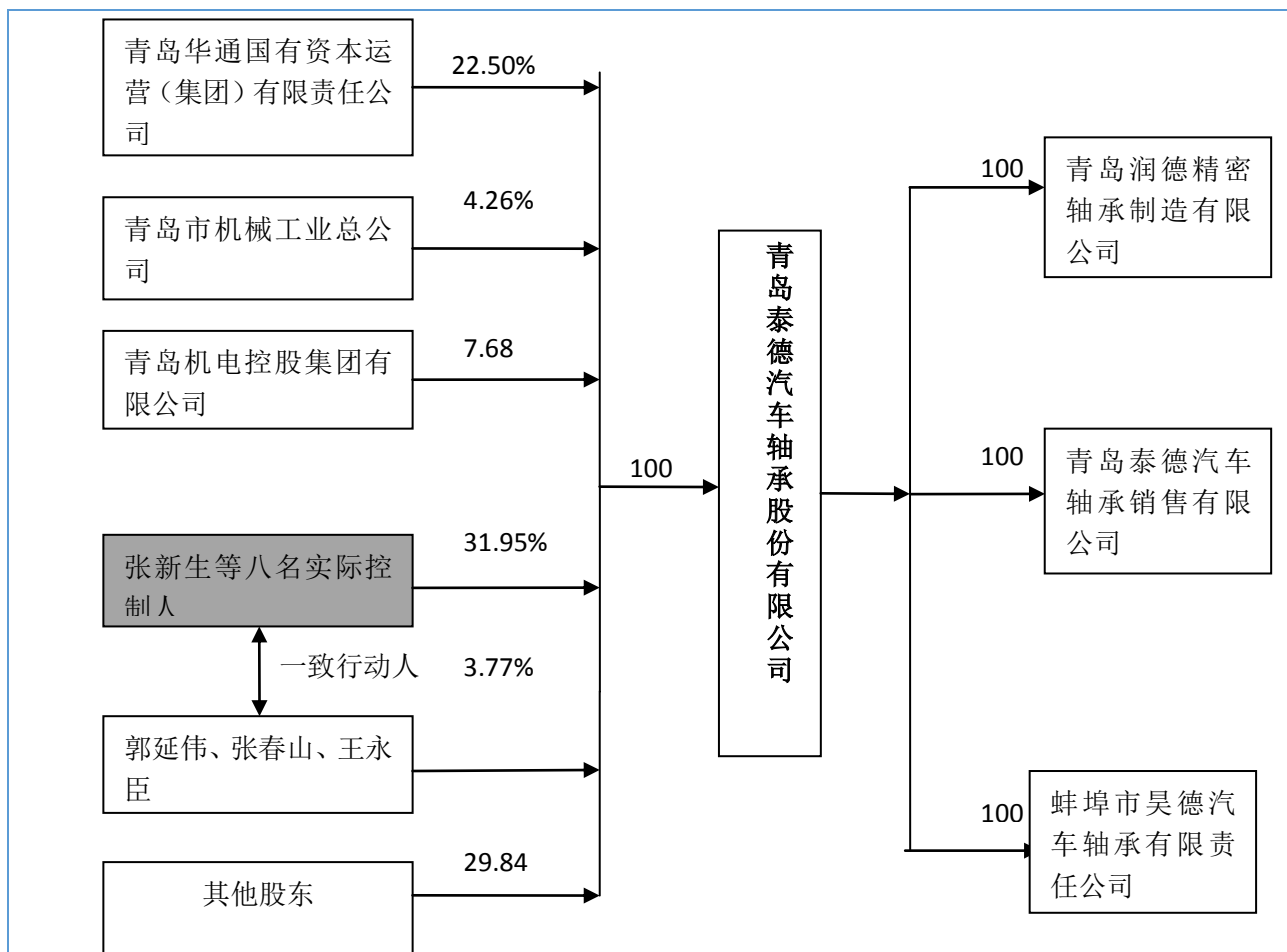 青岛华通国有资本运
营（集团）有限责任公
司
22.50%
青岛市机械工业总公
司
4.26%
青岛机电控股集团有
限公司
7.68
张新生等八名实际控
制人
31.95%
一致行动人
3.77%
郭延伟、张春山、王永
臣
其他股东
29.84
100
青岛泰德汽车轴承股份有限公司
100
青岛润德精密
轴承制造有限
公司
100
青岛泰德汽车
轴承销售有限
公司
100
蚌埠市昊德汽
车轴承有限责
任公司